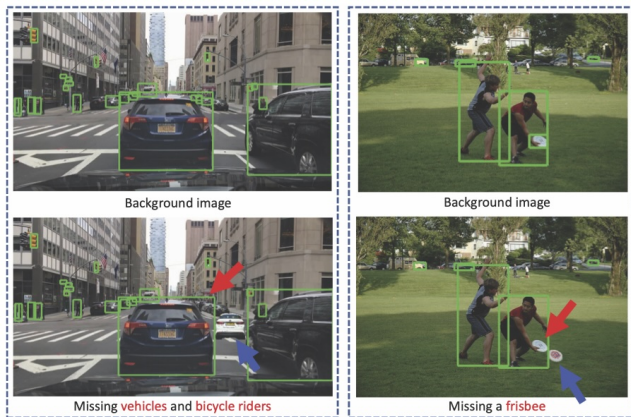 Background image
Background image
Missing vehicles and bicycle riders
Missing a frisbee